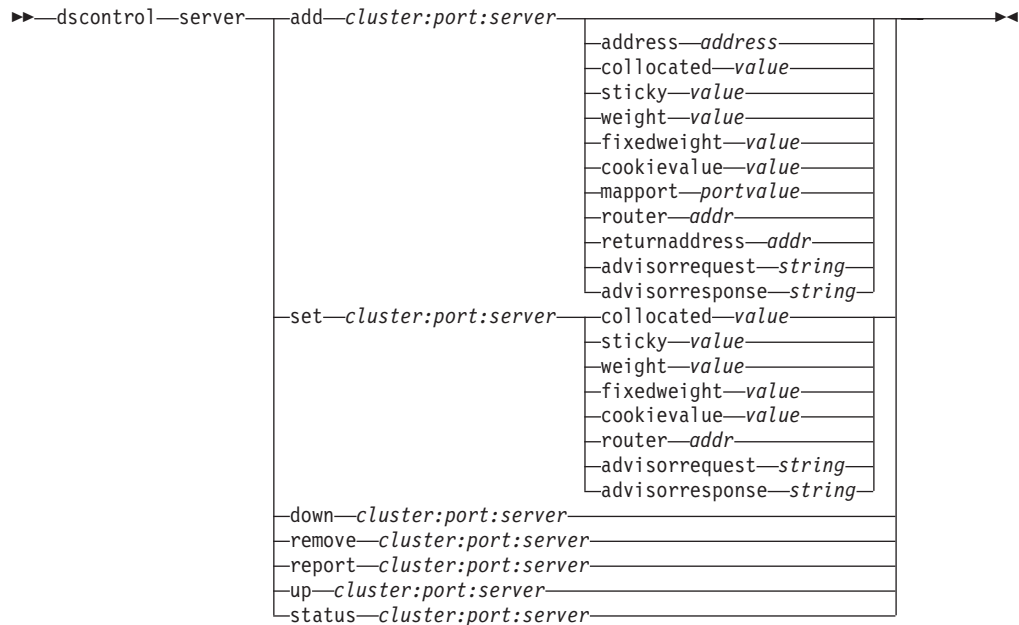 dscontrol server add cluster:port:server
address address
collocated value
sticky value
weight value
fixedweight value
cookievalue value
mapport portvalue
router addr
returnaddress addr
advisorrequest string
advisorresponse string
set cluster:port:server collocated value
sticky value
weight value
fixedweight value
cookievalue value
router addr
advisorrequest string
advisorresponse string
down cluster:port:server
remove cluster:port:server
report cluster:port:server
up cluster:port:server
status cluster:port:server